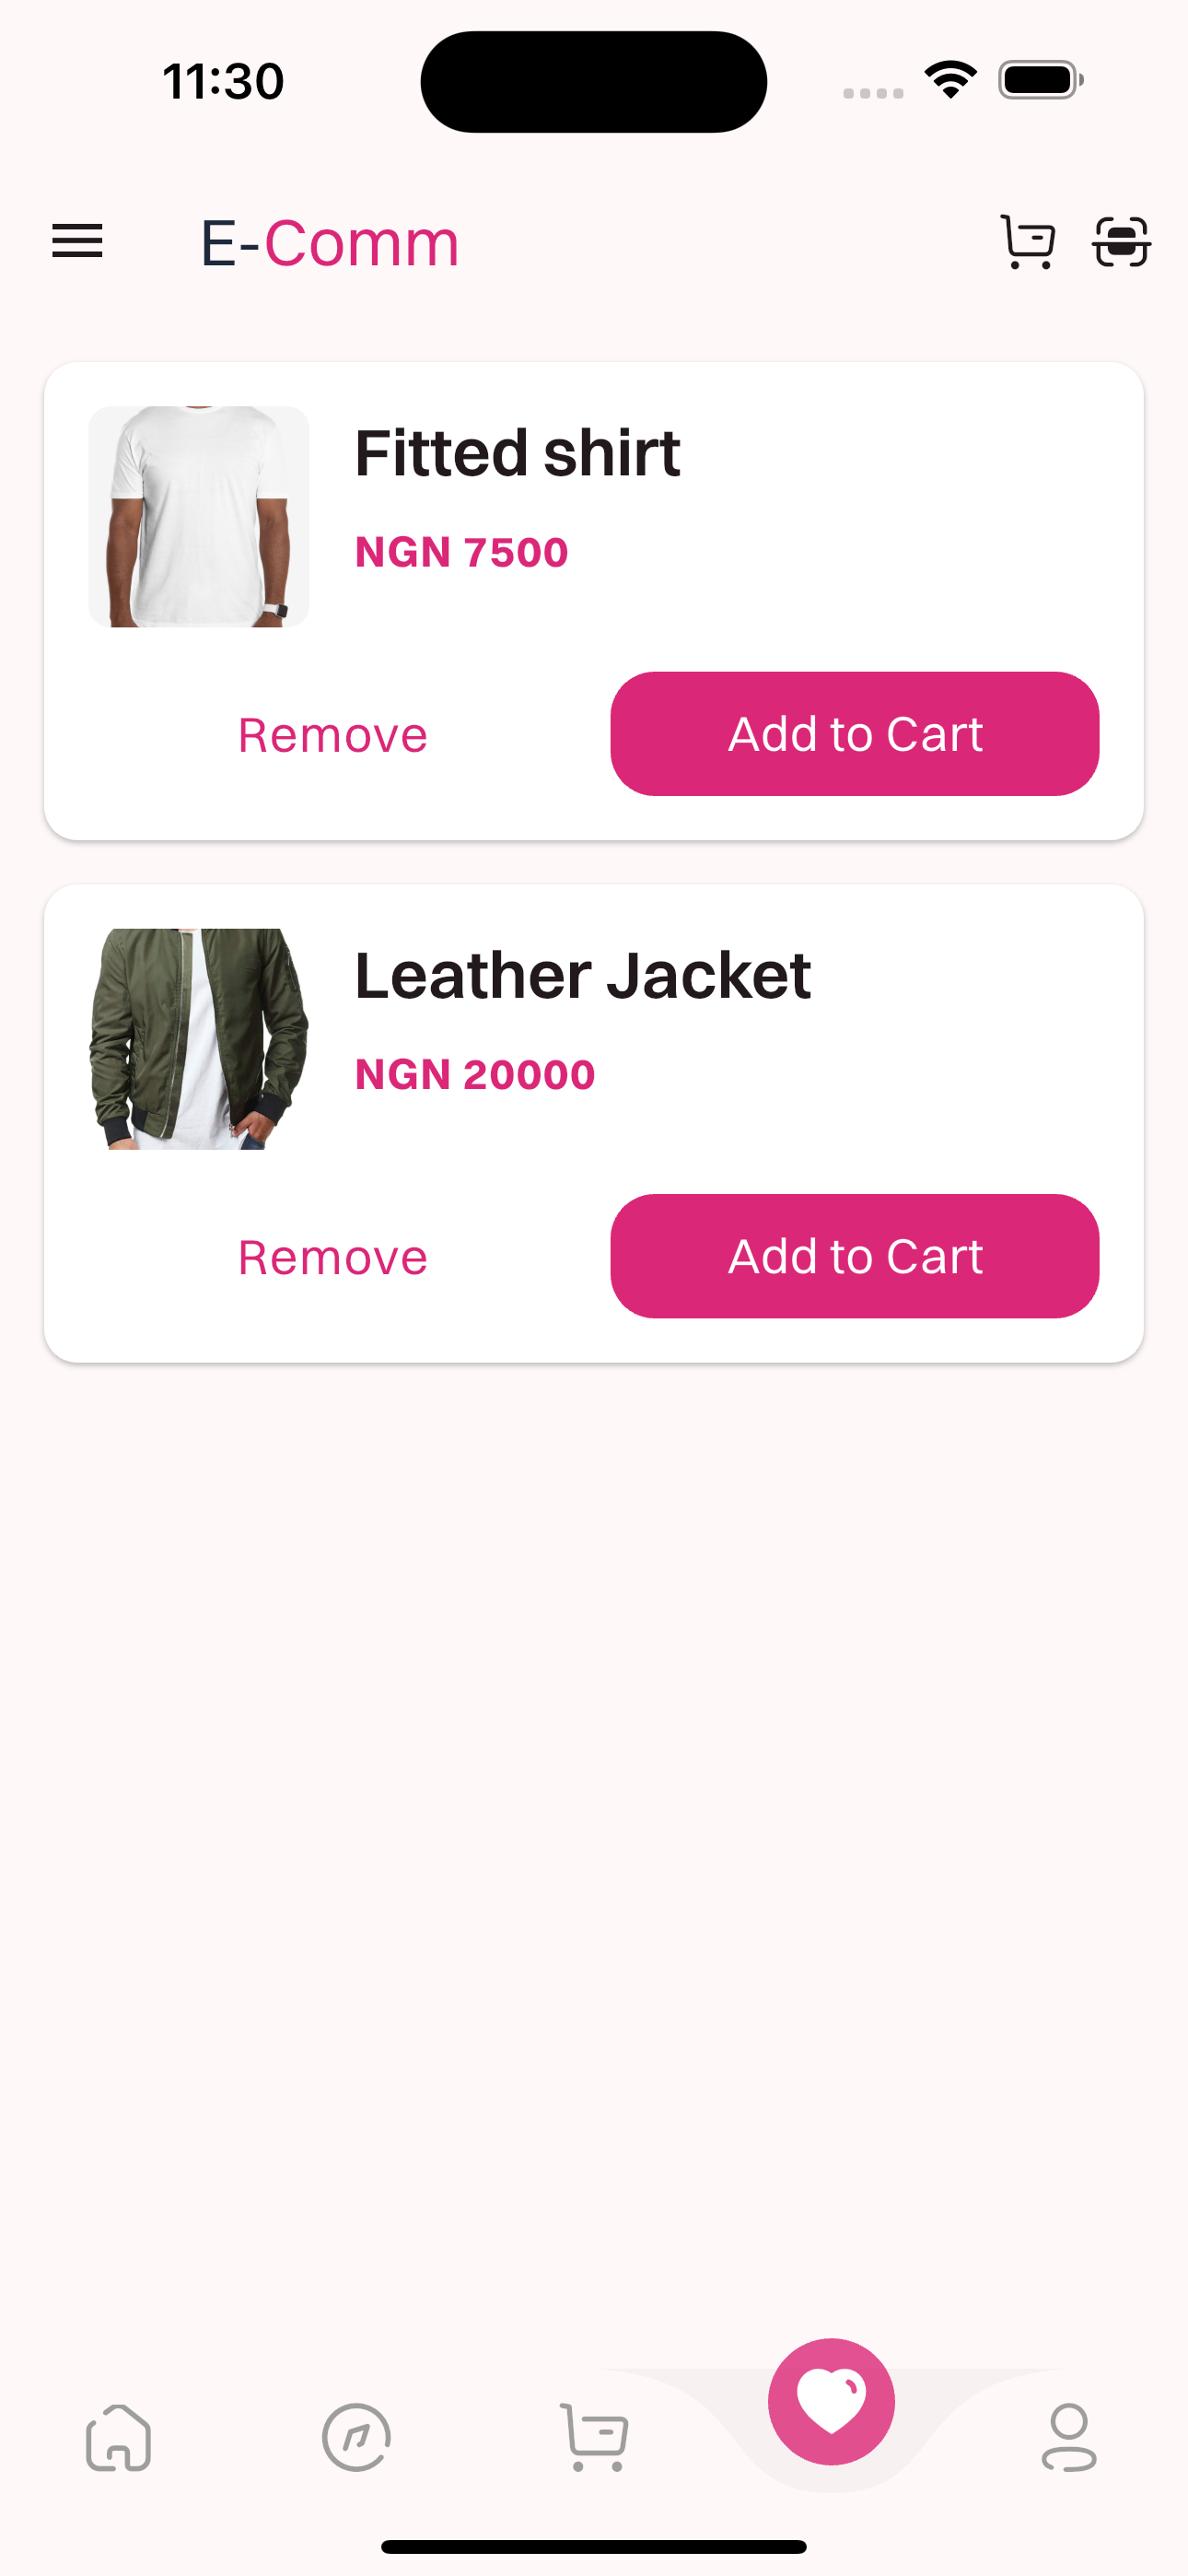 11:30
E-Comm
Fitted shirt
NGN 7500
Remove
Add to Cart
Leather Jacket
NGN 20000
Remove
Add to Cart